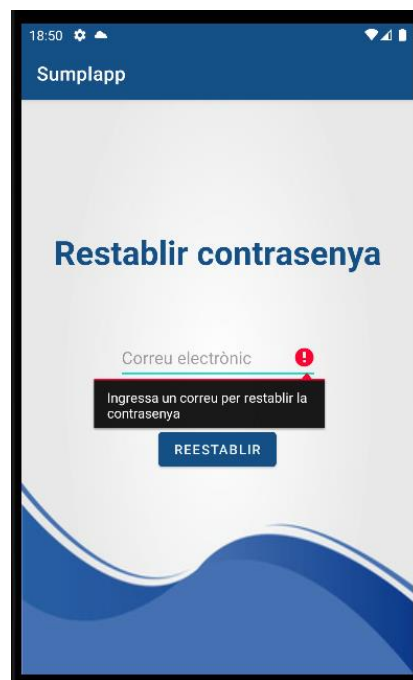 18:50
Sumplapp
Restablir contrasenya
Correu electrònic
Ingressa un correu per restablir la
contrasenya
REESTABLIR